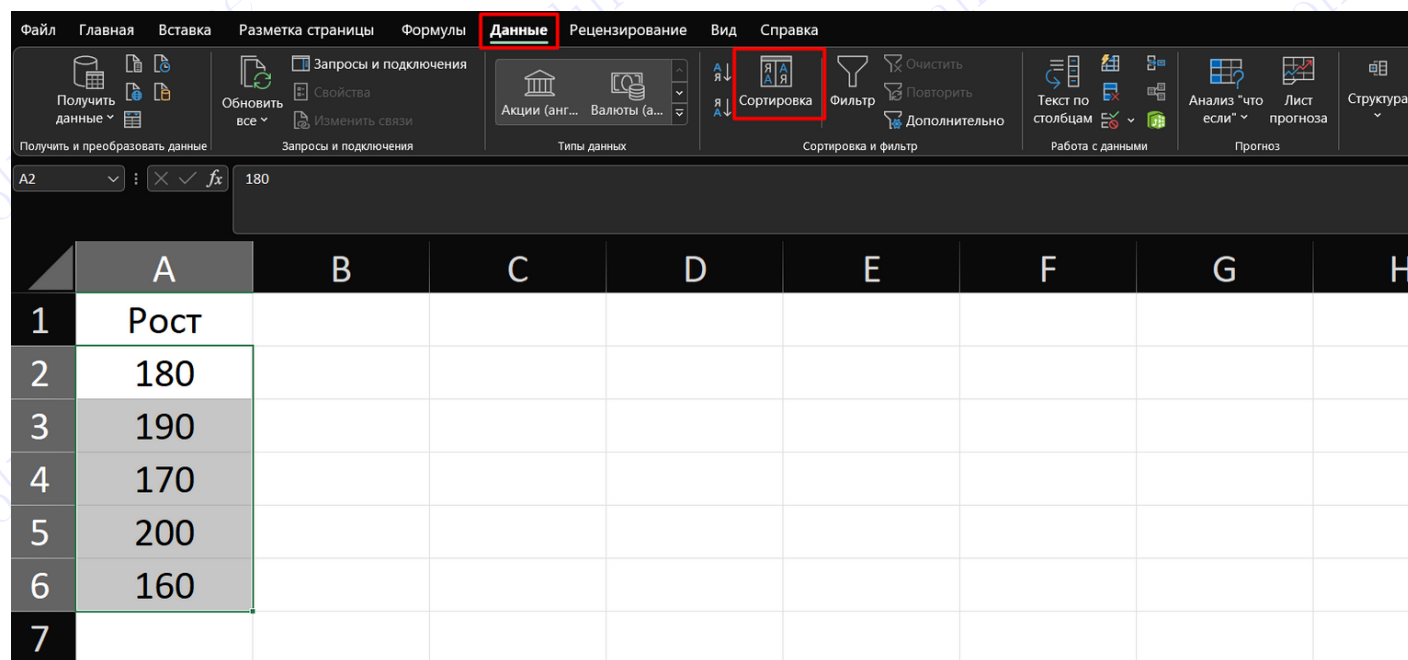 Файл Главная Вставка Разметка страницы Формулы Данные Рецензирование Вид Справка
Получить данные
Обновить все
Запросы и подключения
Свойства
Изменить связи
Акции (анг... Валюты (а...
Сортировка
Фильтр
Очистить
Повторить
Дополнительно
Текст по столбцам
Анализ "что если"
Лист прогноза
Структура
Получить и преобразовать данные Запросы и подключения Типы данных Сортировка и фильтр Работа с данными Прогноз
A2 fx 180
A B C D E F G H
1 Рост
2 180
3 190
4 170
5 200
6 160
7